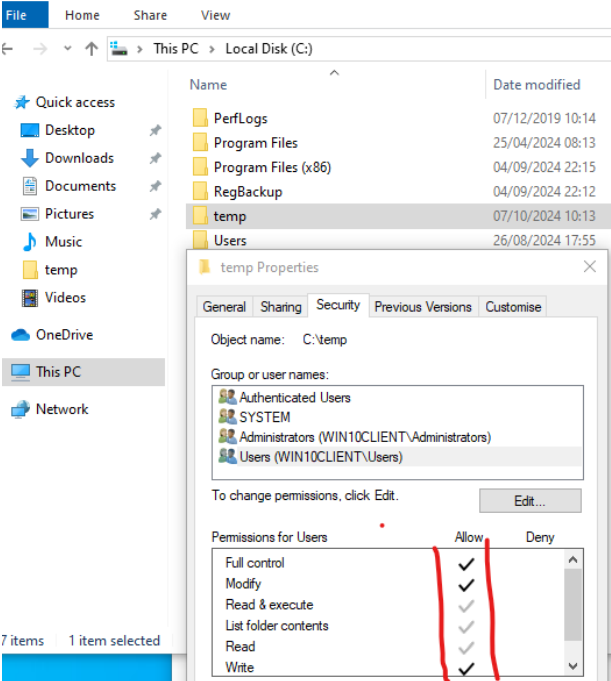 File Home Share View
This PC > Local Disk (C:)
Name Date modified
Quick access
Desktop
Downloads
Documents
Pictures
Music
temp
Videos
OneDrive
This PC
Network
PerfLogs 07/12/2019 10:14
Program Files 25/04/2024 08:13
Program Files (x86) 04/09/2024 22:15
RegBackup 04/09/2024 22:12
temp 07/10/2024 10:13
Users 26/08/2024 17:55
temp Properties
General Sharing Security Previous Versions Customise
Object name: C:\temp
Group or user names:
Authenticated Users
SYSTEM
Administrators (WIN10CLIENT\Administrators)
Users (WIN10CLIENT\Users)
To change permissions, click Edit.
Edit...
Permissions for Users Allow Deny
Full control
Modify
Read & execute
List folder contents
Read
Write
7 items 1 item selected